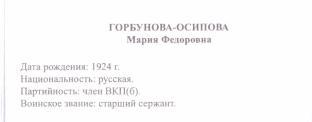 ГОРБУНОВА-ОСИПОВА
Мария Федоровна
Дата рождения: 1924 г.
Национальность: русская.
Партийность: член ВКП(б).
Воинское звание: старший сержант.